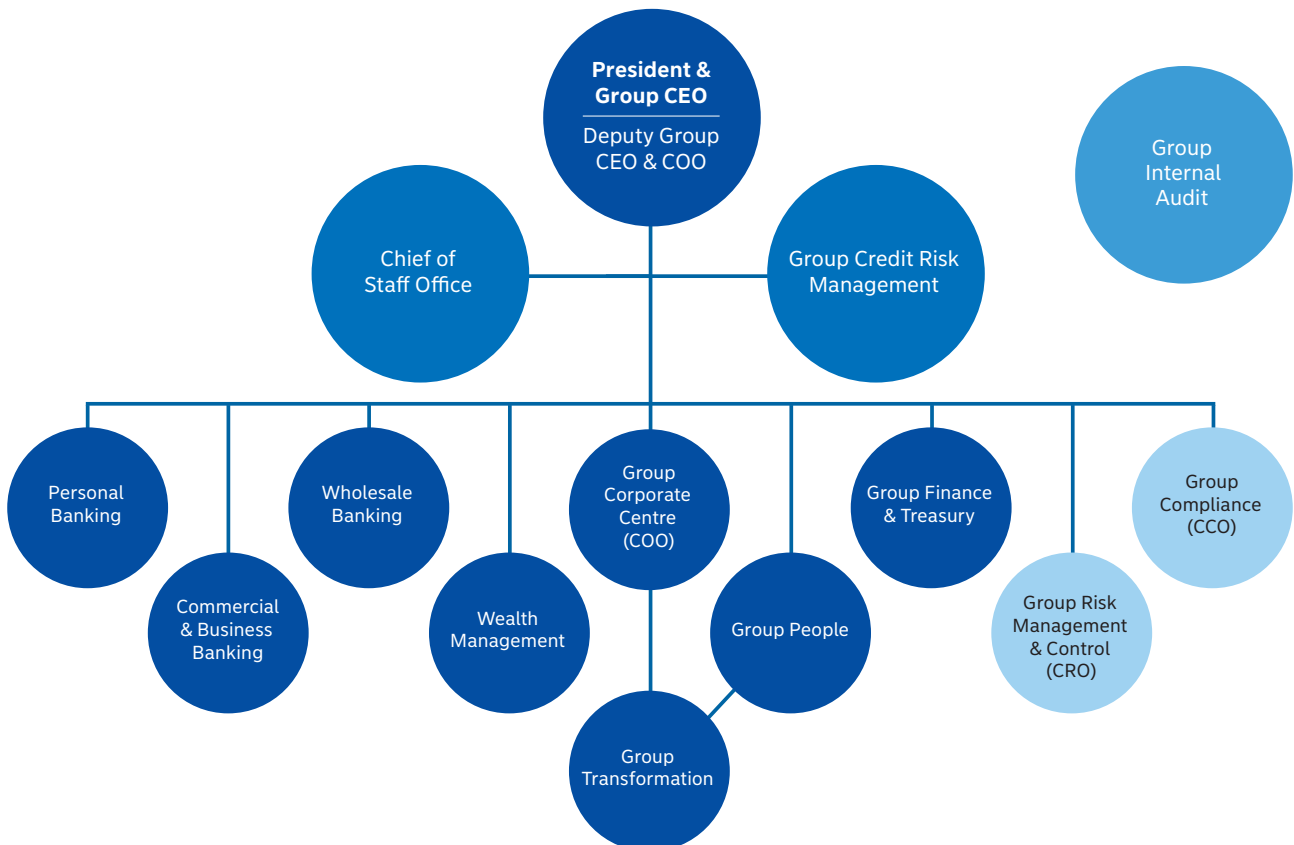 President &
Group CEO
Deputy Group
CEO & COO
Group
Internal
Audit
Chief of
Staff Office
Group Credit Risk
Management
Personal
Banking
Commercial
& Business
Banking
Wholesale
Banking
Wealth
Management
Group
Corporate
Centre
(COO)
Group People
Group Finance
& Treasury
Group Risk
Management
& Control
(CRO)
Group
Compliance
(CCO)
Group
Transformation